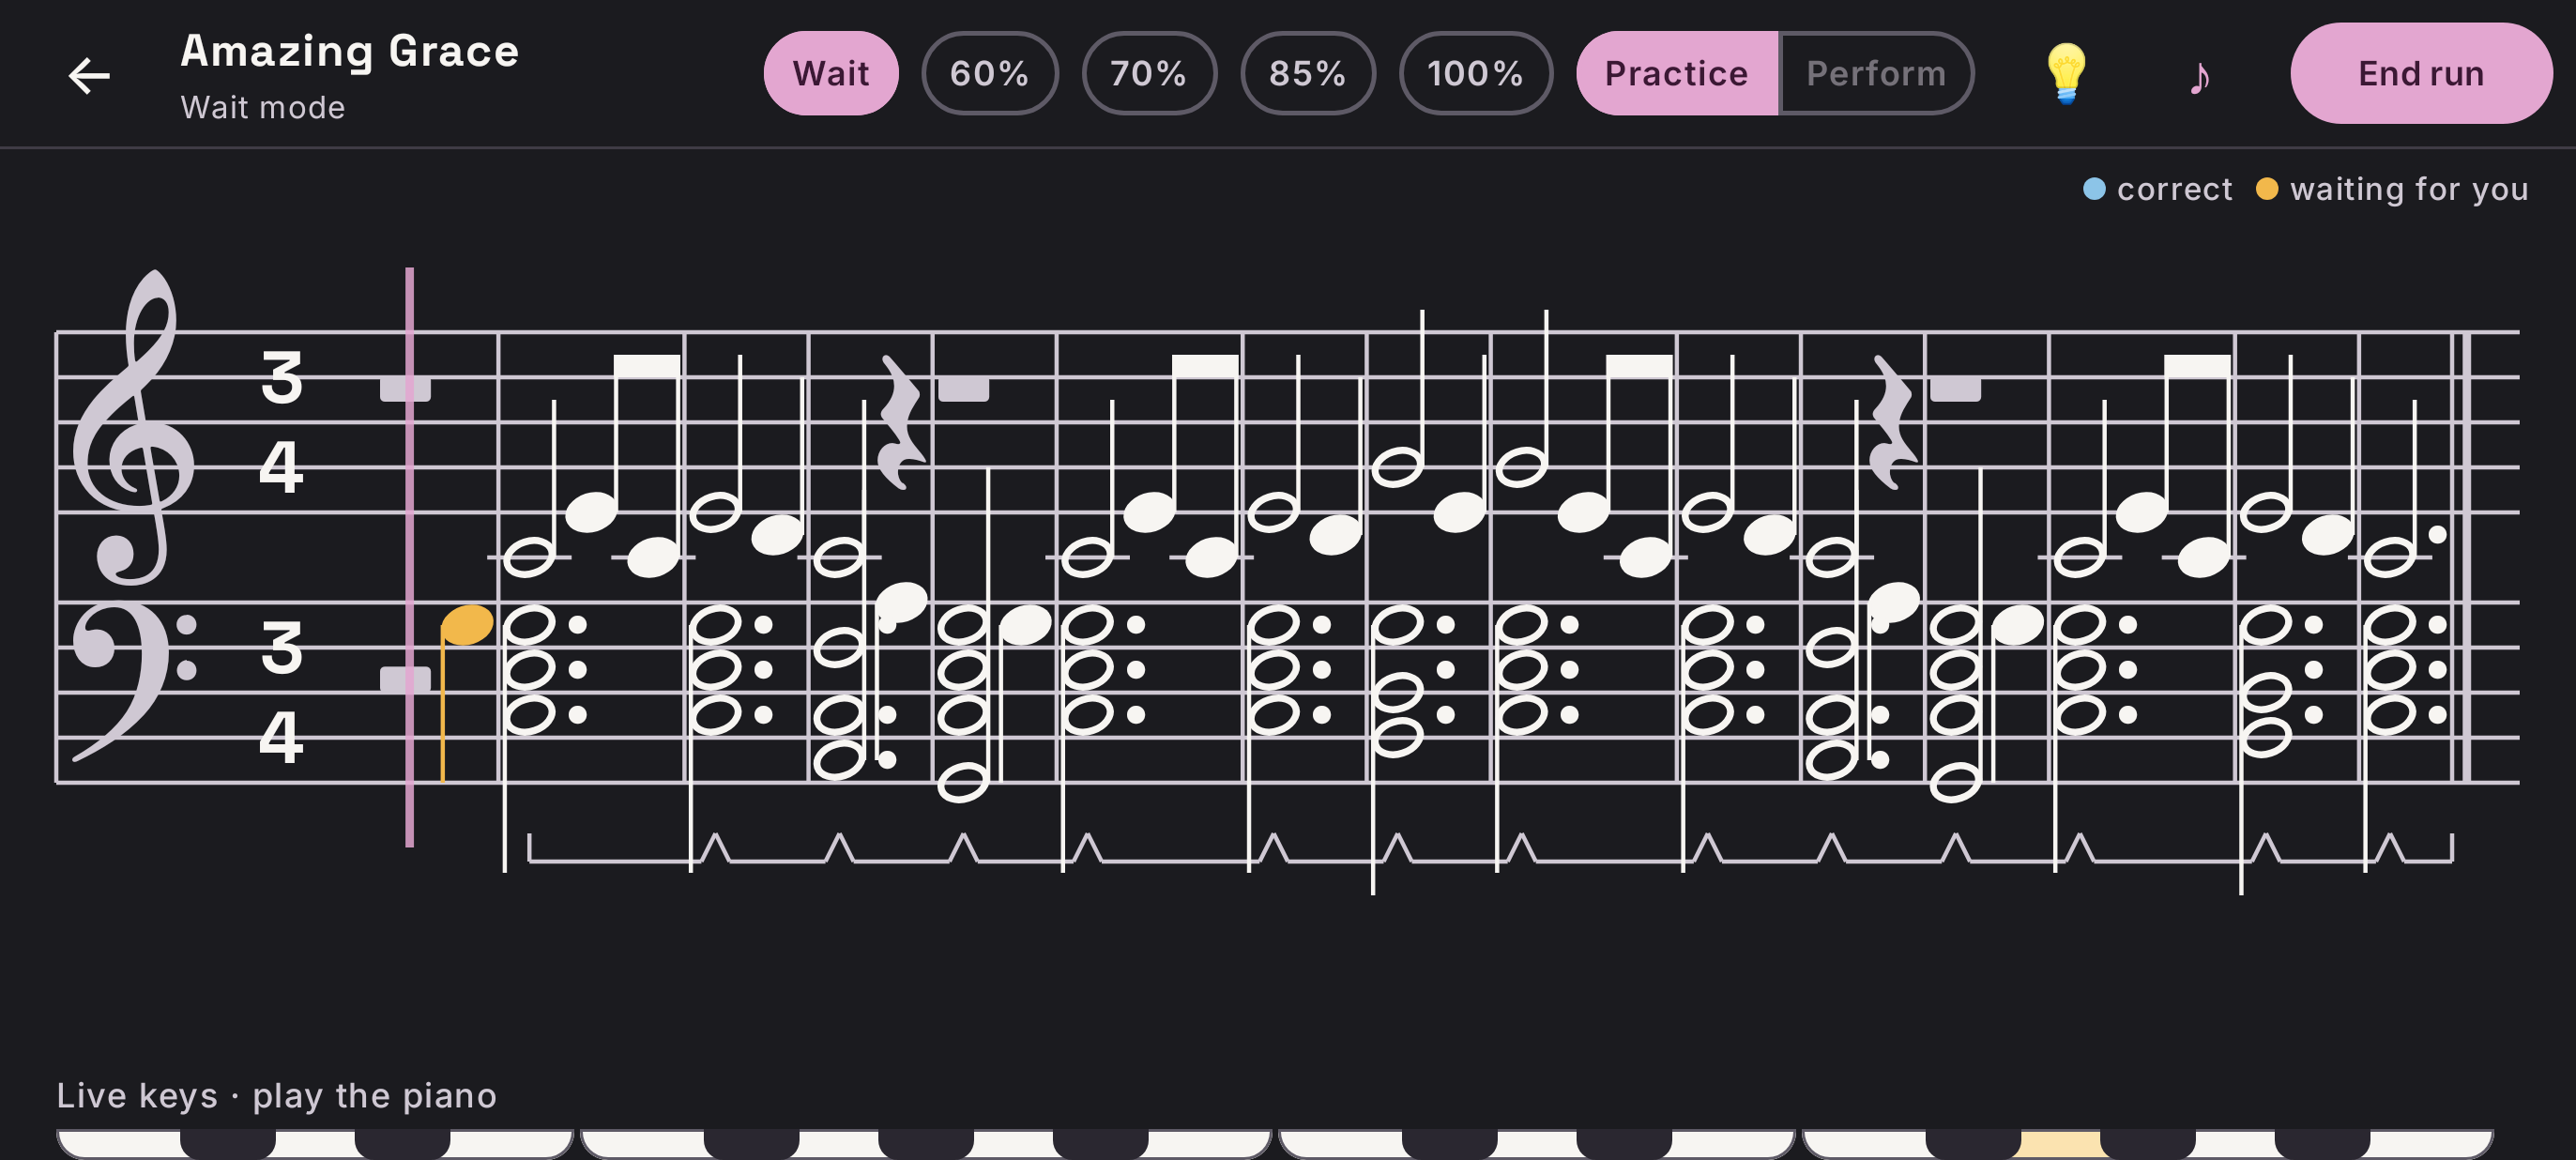 Amazing Grace
Wait mode
Wait 60% 70% 85% 100% Practice Perform End run
correct waiting for you
3
4
3
4
Live keys · play the piano